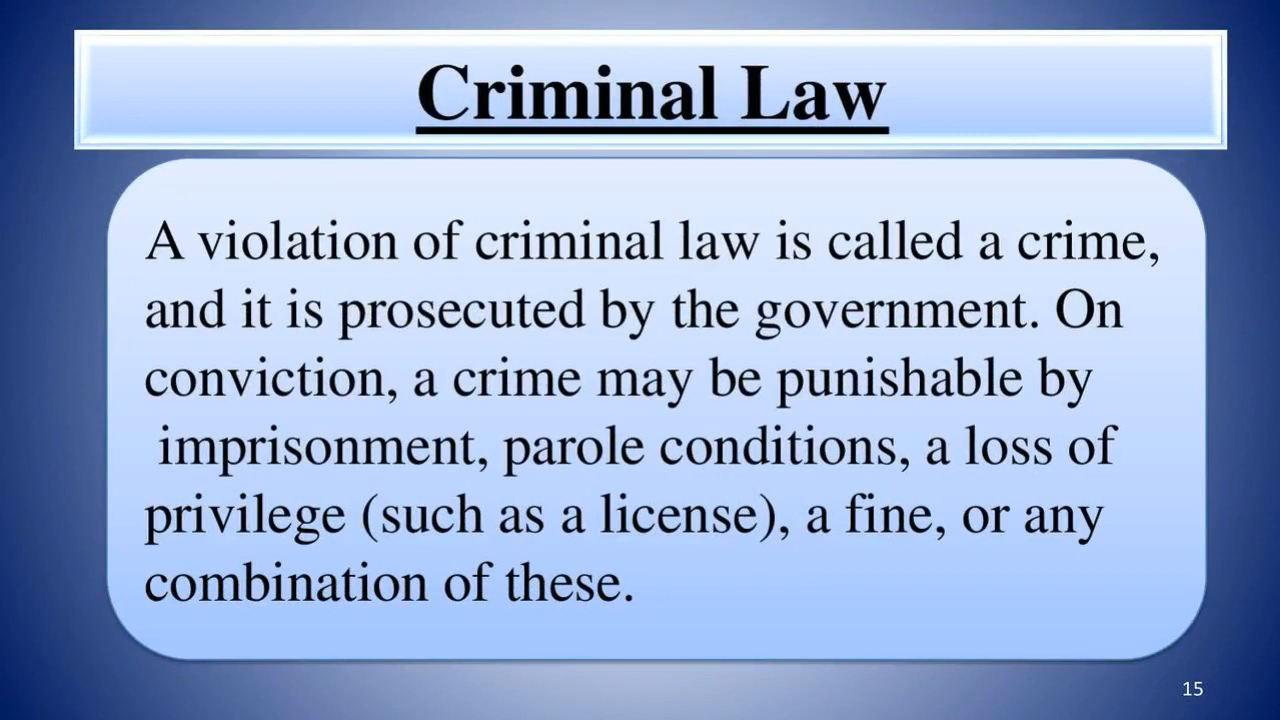 Criminal Law
A violation of criminal law is called a crime,
and it is prosecuted by the government. On
conviction, a crime may be punishable by
imprisonment, parole conditions, a loss of
privilege (such as a license), a fine, or any
combination of these.
15